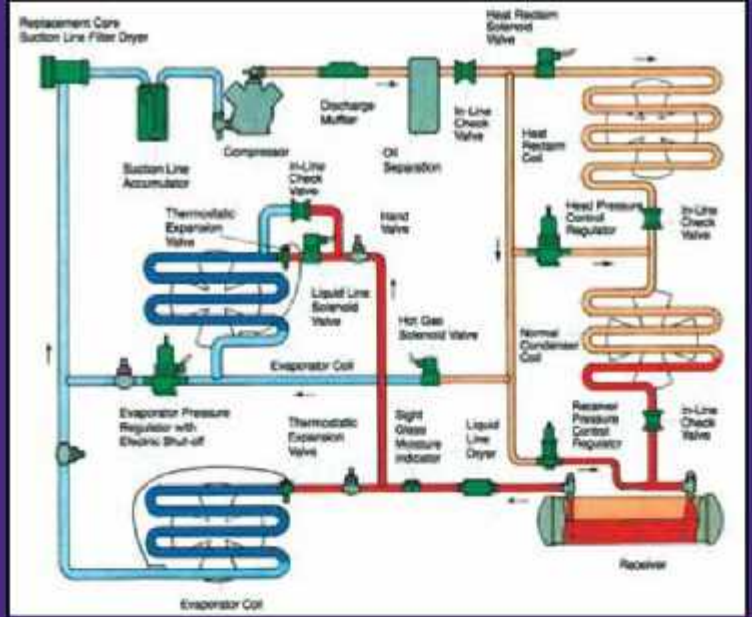 Replacement Core
Suction Line Filter Dryer
Heat Reclaim
Solenoid
Valve
Suction Line
Accumulator
Compressor
Discharge
Muffler
Oil
Separation
In-Line
Check
Valve
Heat
Reclaim
Coil
In-Line
Check
Valve
Thermostatic
Expansion
Valve
Hand
Valve
Head Pressure
Control
Regulator
In-Line
Check
Valve
Liquid Line
Solenoid
Valve
Hot Gas
Solenoid Valve
Normal
Condenser
Coil
Evaporator Coil
Evaporator Pressure
Regulator with
Electric Shut-off
Thermostatic
Expansion
Valve
Sight
Glass
Moisture
Indicator
Liquid
Line
Dryer
Receiver
Pressure
Control
Regulator
In-Line
Check
Valve
Receiver
Evaporator Coil